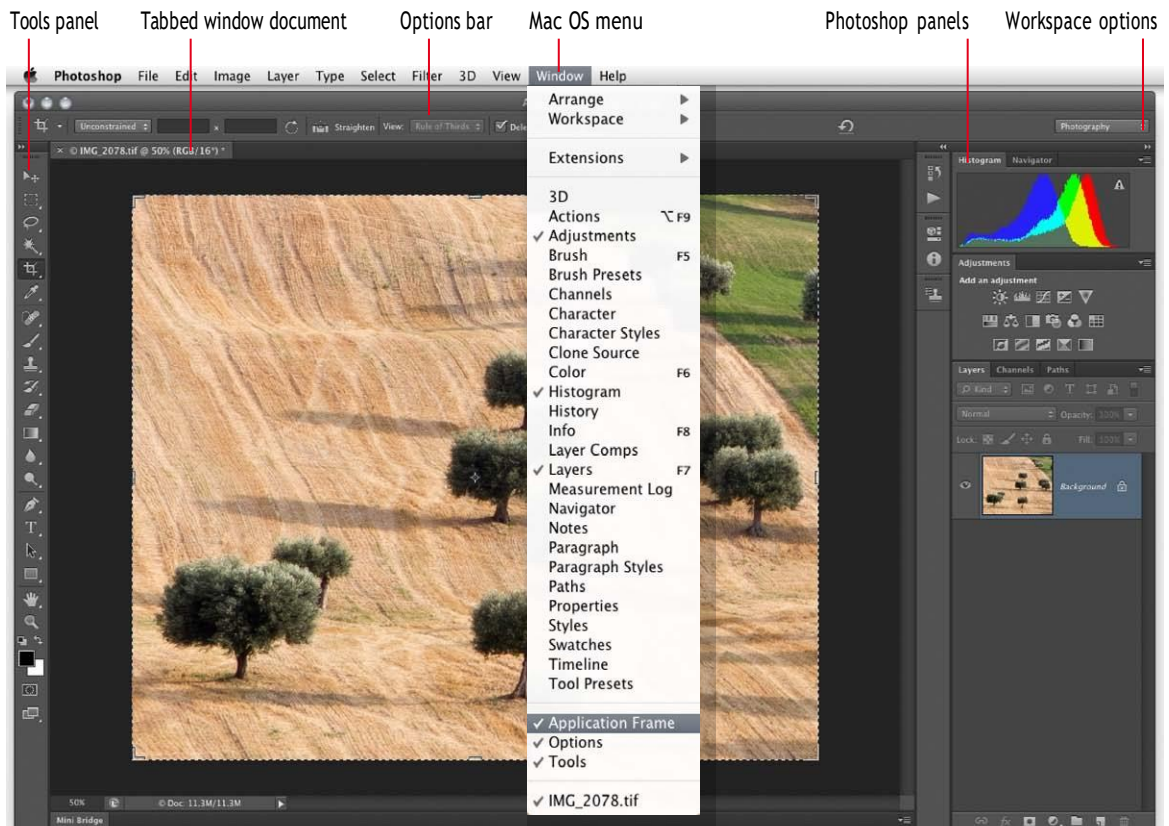 Tools panel Tabbed window document Options bar Mac OS menu Photoshop panels Workspace options
Photoshop File Edit Image Layer Type Select Filter 3D View Window Help
Unconstrained x Straighten View: Rule of Thirds Dele Photography
× © IMG_2078.tif @ 50% (RGB/16*) *
Arrange
Workspace
Extensions
3D
Actions ⌥F9
✓ Adjustments
Brush F5
Brush Presets
Channels
Character
Character Styles
Clone Source
Color F6
✓ Histogram
History
Info F8
Layer Comps
✓ Layers F7
Measurement Log
Navigator
Notes
Paragraph
Paragraph Styles
Paths
Properties
Styles
Swatches
Timeline
Tool Presets
✓ Application Frame
✓ Options
✓ Tools
✓ IMG_2078.tif
Histogram Navigator
Adjustments
Add an adjustment
Layers Channels Paths
Kind
Normal Opacity: 100%
Lock: Fill: 100%
Background
50% © Doc: 11.3M/11.3M
Mini Bridge